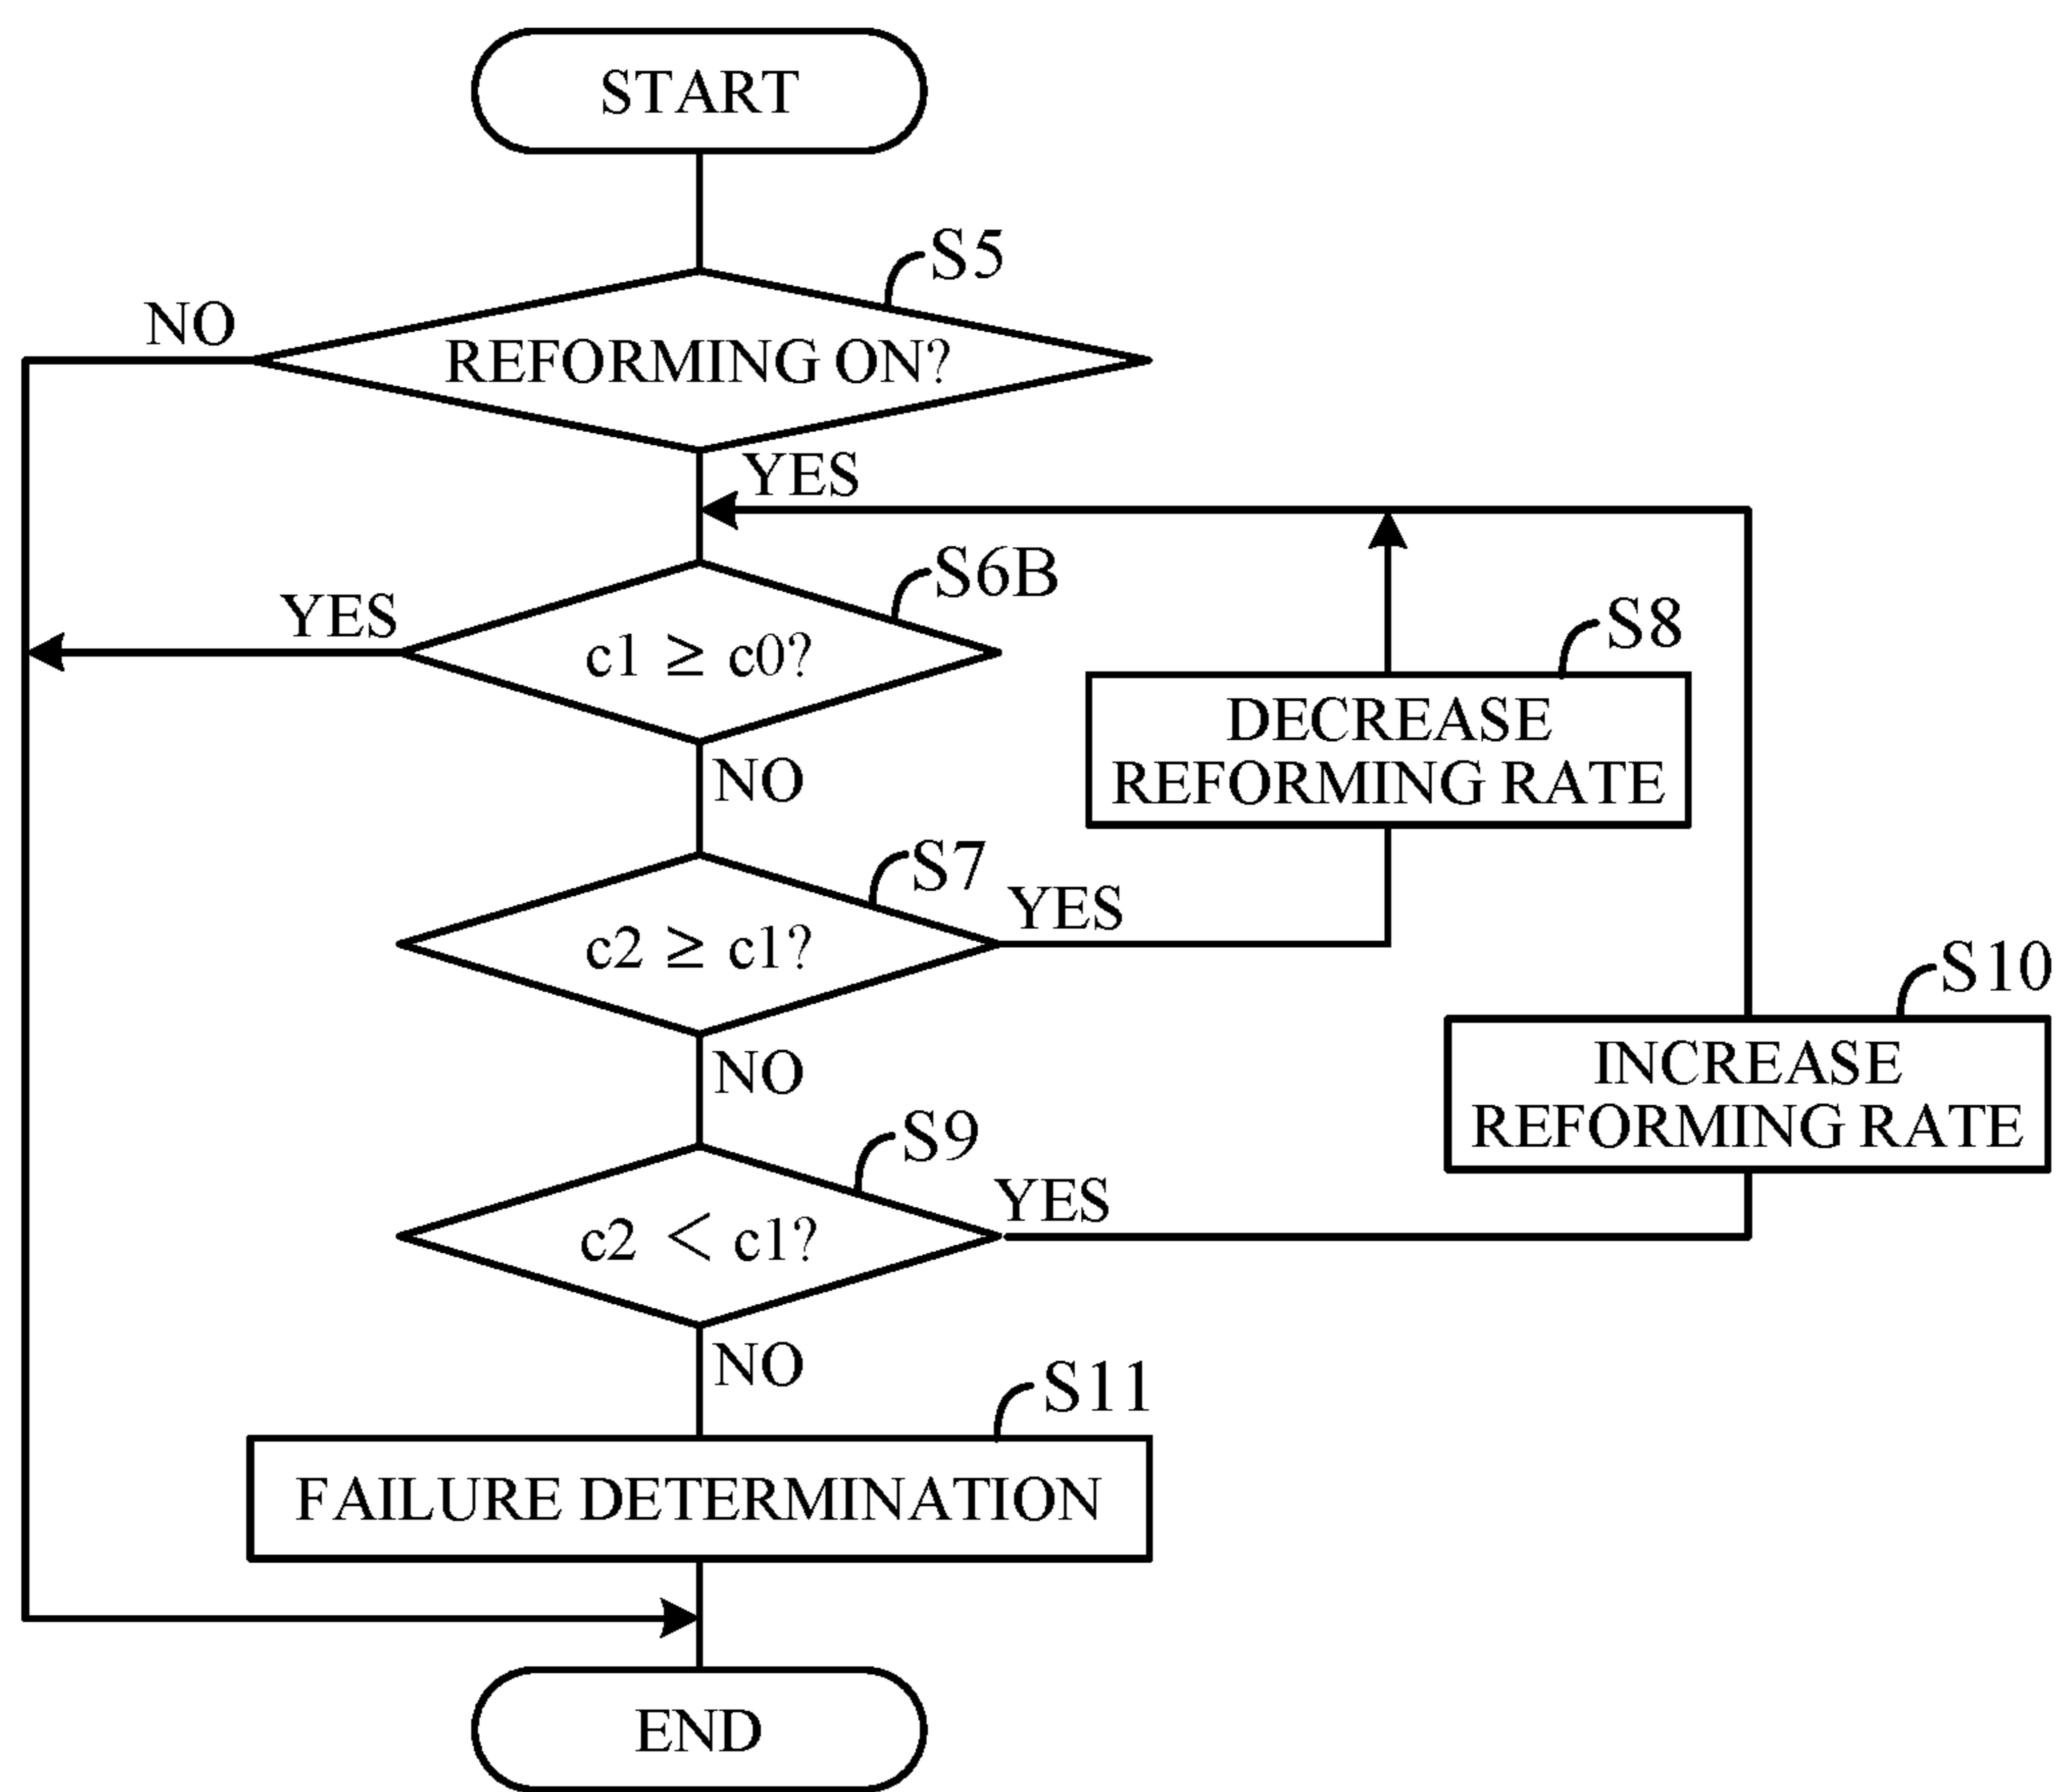 START
S5
NO
REFORMING ON?
YES
S6B
YES
c1 ≥ c0?
S8
DECREASE
REFORMING RATE
NO
S7
YES
c2 ≥ c1?
S10
INCREASE
REFORMING RATE
NO
S9
YES
c2 < c1?
NO
S11
FAILURE DETERMINATION
END